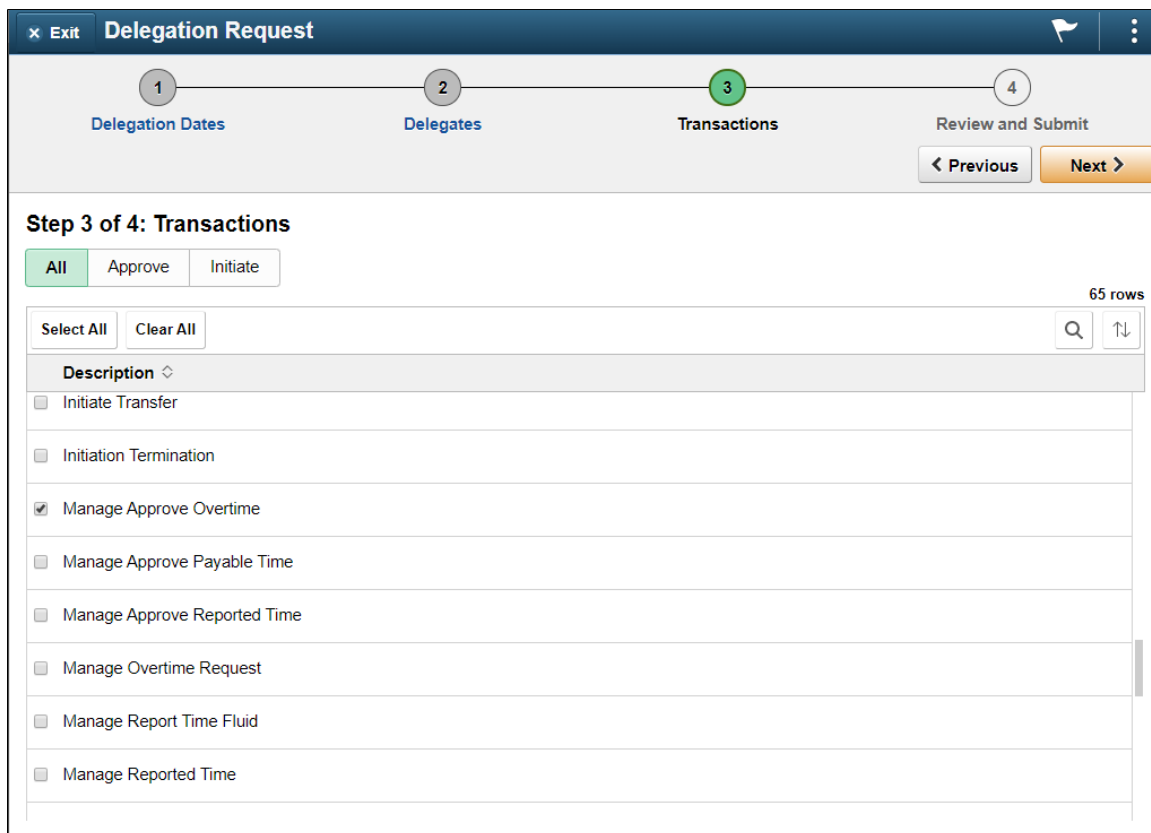 × Exit Delegation Request
1 2 3 4
Delegation Dates Delegates Transactions Review and Submit
Previous Next
Step 3 of 4: Transactions
All Approve Initiate
65 rows
Select All Clear All
Description
Initiate Transfer
Initiation Termination
Manage Approve Overtime
Manage Approve Payable Time
Manage Approve Reported Time
Manage Overtime Request
Manage Report Time Fluid
Manage Reported Time